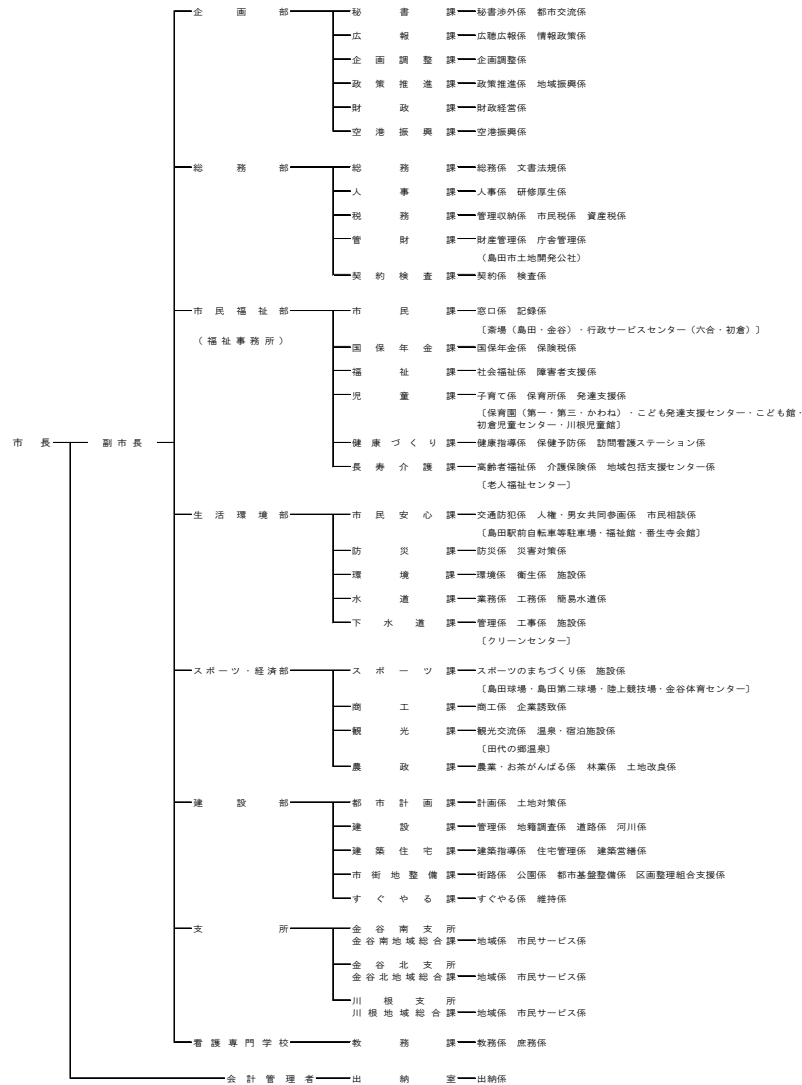 企画部 秘書課 秘書渉外係 都市交流係
広報課 広聴広報係 情報政策係
企画調整課 企画調整係
政策推進課 政策推進係 地域振興係
財政課 財政経営係
空港振興課 空港振興係
総務部 総務課 総務係 文書法規係
人事課 人事係 研修厚生係
税務課 管理収納係 市民税係 資産税係
管財課 財産管理係 庁舎管理係
（島田市土地開発公社）
契約検査課 契約係 検査係
市民福祉部 市民課 窓口係 記録係
〔斎場（島田・金谷）・行政サービスセンター（六合・初倉）〕
（福祉事務所） 国保年金課 国保年金係 保険税係
福祉課 社会福祉係 障害者支援係
児童課 子育て係 保育所係 発達支援係
〔保育園（第一・第三・かわね）・こども発達支援センター・こども館・
初倉児童センター・川根児童館〕
市長 副市長 健康づくり課 健康指導係 保健予防係 訪問看護ステーション係
長寿介護課 高齢者福祉係 介護保険係 地域包括支援センター係
〔老人福祉センター〕
生活環境部 市民安心課 交通防犯係 人権・男女共同参画係 市民相談係
〔島田駅前自転車等駐車場・福祉館・番生寺会館〕
防災課 防災係 災害対策係
環境課 環境係 衛生係 施設係
水道課 業務係 工務係 簡易水道係
下水道課 管理係 工事係 施設係
〔クリーンセンター〕
スポーツ・経済部 スポーツ課 スポーツのまちづくり係 施設係
〔島田球場・島田第二球場・陸上競技場・金谷体育センター〕
商工課 商工係 企業誘致係
観光課 観光交流係 温泉・宿泊施設係
〔田代の郷温泉〕
農政課 農業・お茶がんばる係 林業係 土地改良係
建設部 都市計画課 計画係 土地対策係
建設課 管理係 地籍調査係 道路係 河川係
建築住宅課 建築指導係 住宅管理係 建築営繕係
市街地整備課 街路係 公園係 都市基盤整備係 区画整理組合支援係
すぐやる課 すぐやる係 維持係
支所 金谷南支所
金谷南地域総合課 地域係 市民サービス係
金谷北支所
金谷北地域総合課 地域係 市民サービス係
川根支所
川根地域総合課 地域係 市民サービス係
看護専門学校 教務課 教務係 庶務係
会計管理者 出納室 出納係